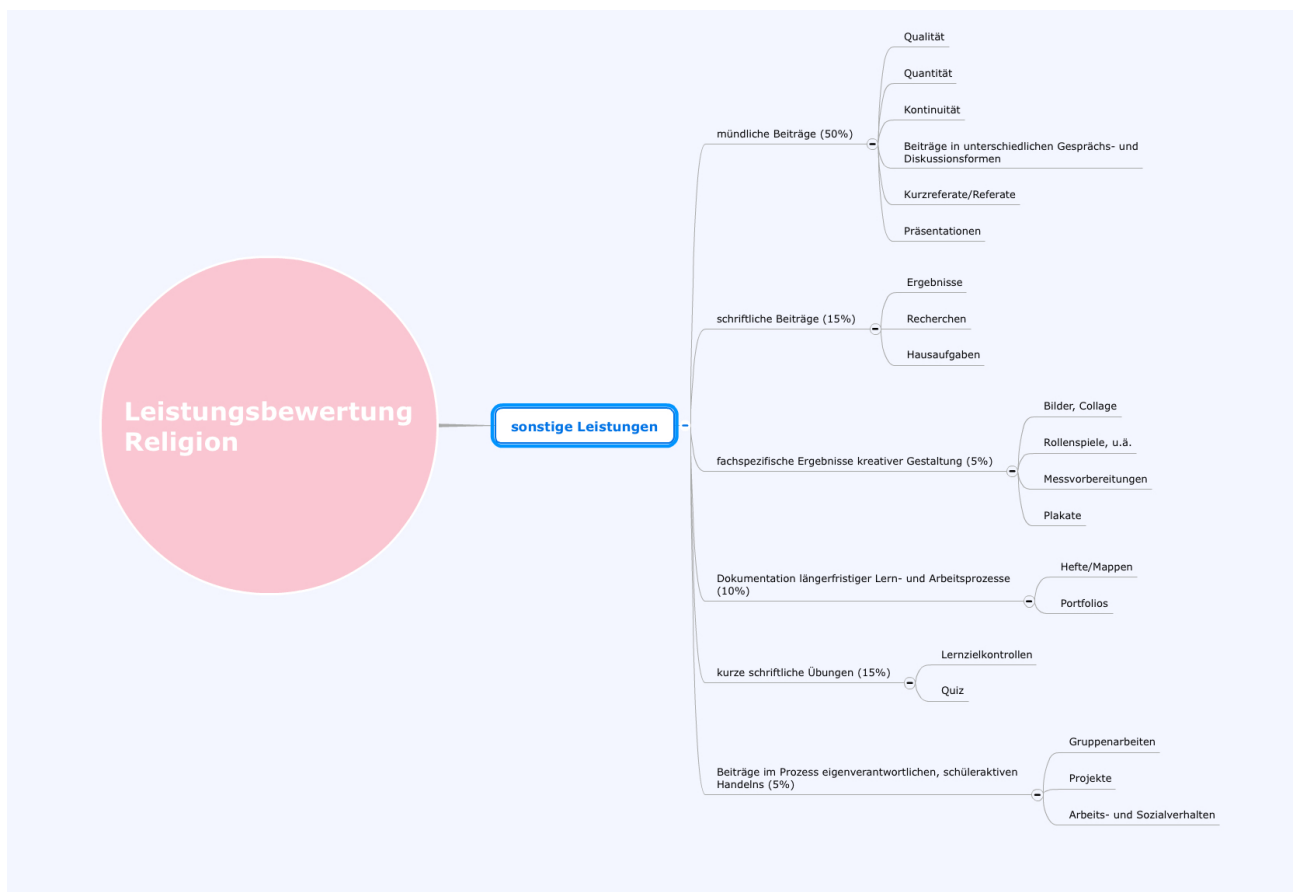 Leistungsbewertung
Religion
sonstige Leistungen
mündliche Beiträge (50%)
Qualität
Quantität
Kontinuität
Beiträge in unterschiedlichen Gesprächs- und
Diskussionsformen
Kurzreferate/Referate
Präsentationen
schriftliche Beiträge (15%)
Ergebnisse
Recherchen
Hausaufgaben
fachspezifische Ergebnisse kreativer Gestaltung (5%)
Bilder, Collage
Rollenspiele, u.ä.
Messvorbereitungen
Plakate
Dokumentation längerfristiger Lern- und Arbeitsprozesse
(10%)
Hefte/Mappen
Portfolios
kurze schriftliche Übungen (15%)
Lernzielkontrollen
Quiz
Beiträge im Prozess eigenverantwortlichen, schüleraktiven
Handelns (5%)
Gruppenarbeiten
Projekte
Arbeits- und Sozialverhalten